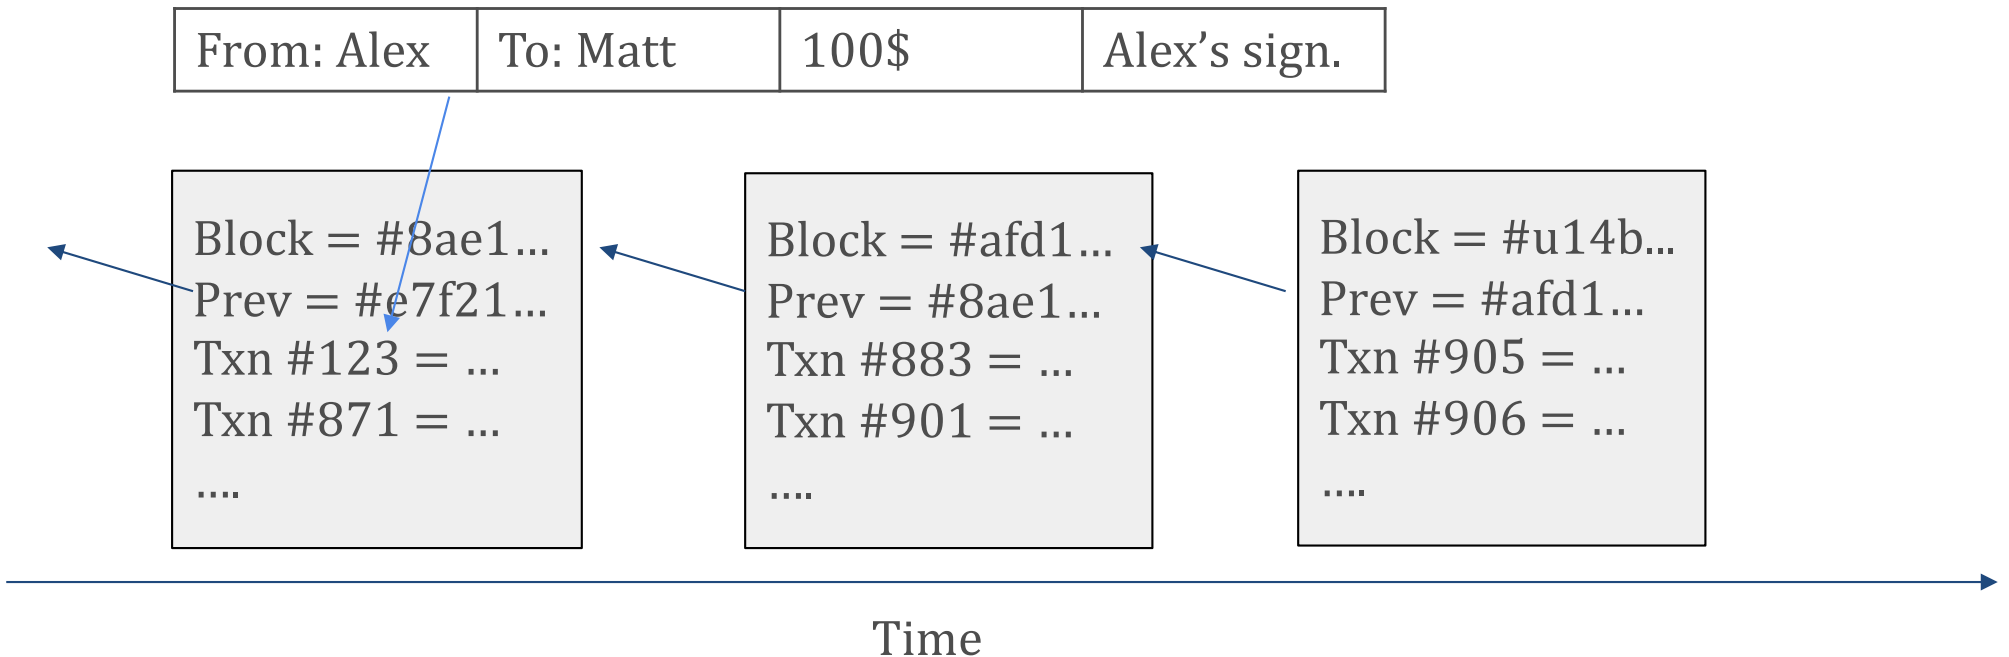 From: Alex To: Matt 100$ Alex’s sign.
Block = #8ae1...
Prev = #e7f21...
Txn #123 = ...
Txn #871 = ...
....
Block = #afd1...
Prev = #8ae1...
Txn #883 = ...
Txn #901 = ...
....
Block = #u14b...
Prev = #afd1...
Txn #905 = ...
Txn #906 = ...
....
Time